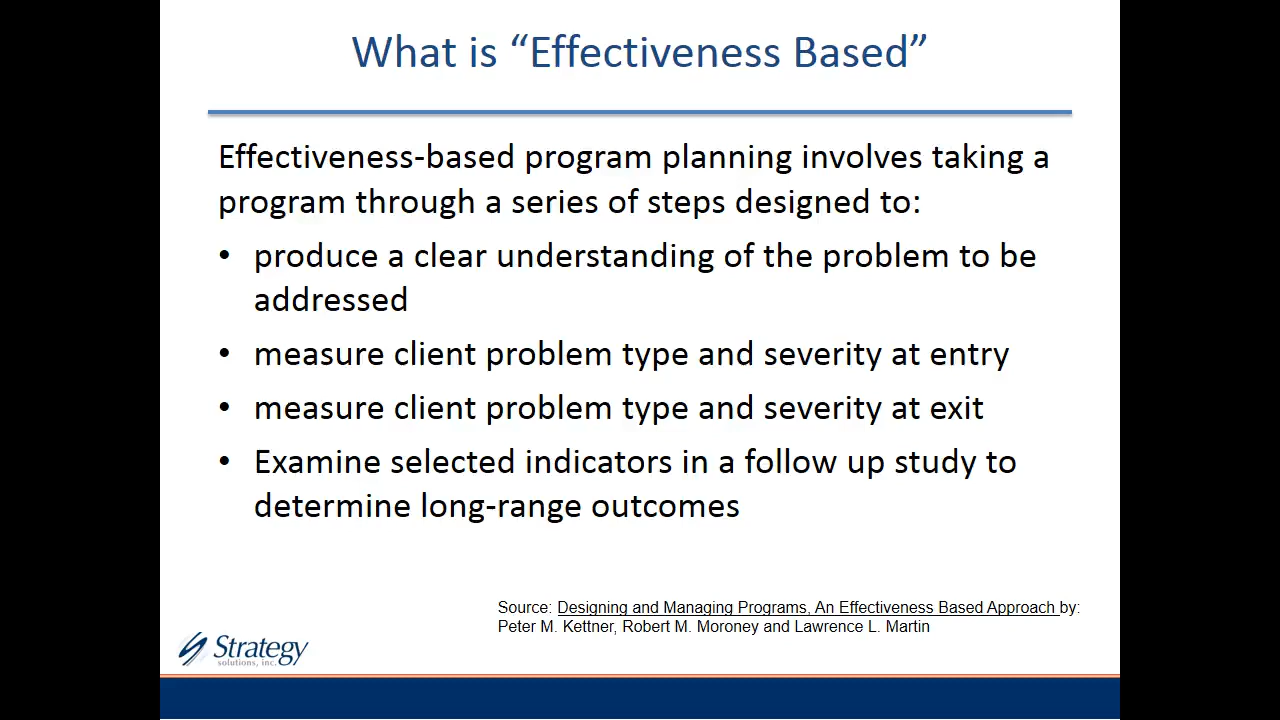 What is “Effectiveness Based”
Effectiveness-based program planning involves taking a
program through a series of steps designed to:
• produce a clear understanding of the problem to be
addressed
• measure client problem type and severity at entry
• measure client problem type and severity at exit
• Examine selected indicators in a follow up study to
determine long-range outcomes
Source: Designing and Managing Programs, An Effectiveness Based Approach by:
Peter M. Kettner, Robert M. Moroney and Lawrence L. Martin
Strategy
solutions, inc.